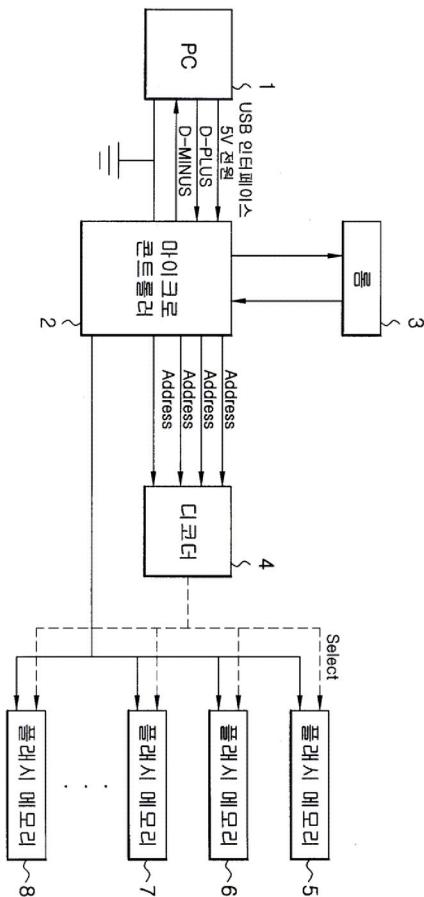 롬
3
PC
1
USB 인터페이스
5V 전원
D-PLUS
D-MINUS
마이크로
콘트롤러
2
Address
Address
Address
Address
디코더
4
Select
플래시 메모리
5
플래시 메모리
6
플래시 메모리
7
. . .
플래시 메모리
8